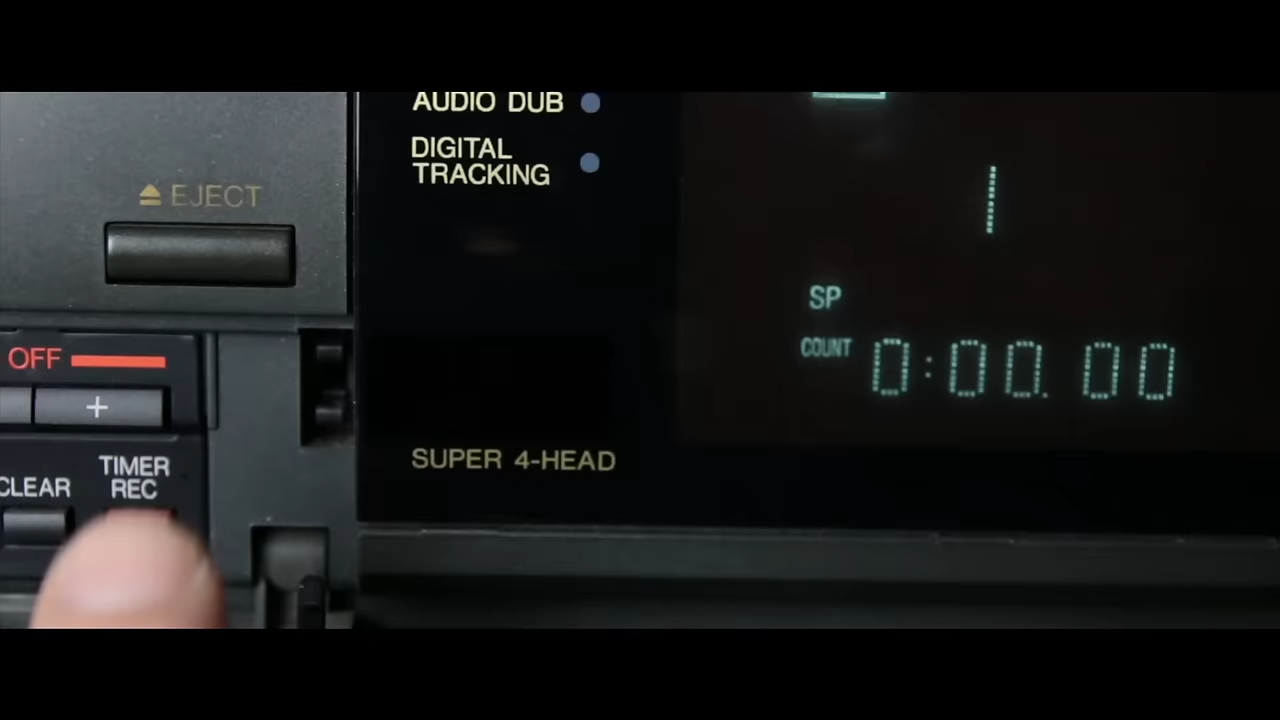 AUDIO DUB
DIGITAL
TRACKING
EJECT
SP
COUNT 0:00.00
OFF
+
SUPER 4-HEAD
CLEAR
TIMER
REC